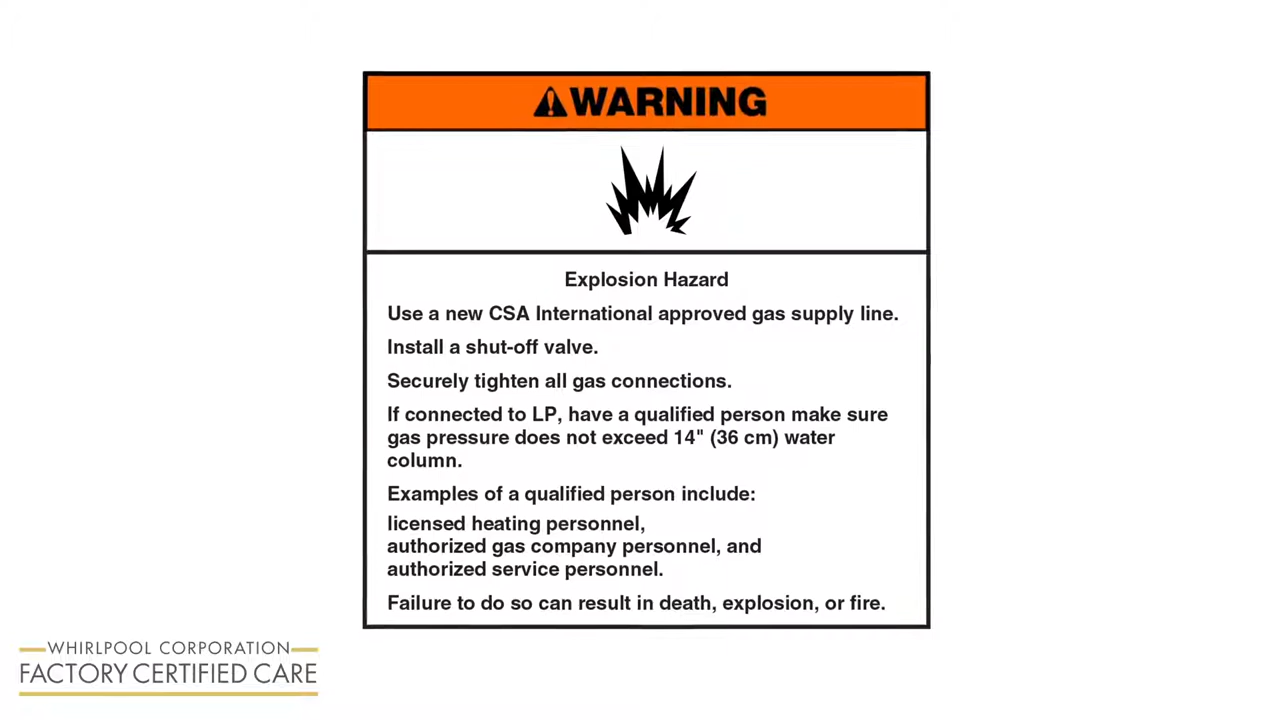 WARNING
Explosion Hazard
Use a new CSA International approved gas supply line.
Install a shut-off valve.
Securely tighten all gas connections.
If connected to LP, have a qualified person make sure
gas pressure does not exceed 14" (36 cm) water
column.
Examples of a qualified person include:
licensed heating personnel,
authorized gas company personnel, and
authorized service personnel.
Failure to do so can result in death, explosion, or fire.
WHIRLPOOL CORPORATION
FACTORY CERTIFIED CARE